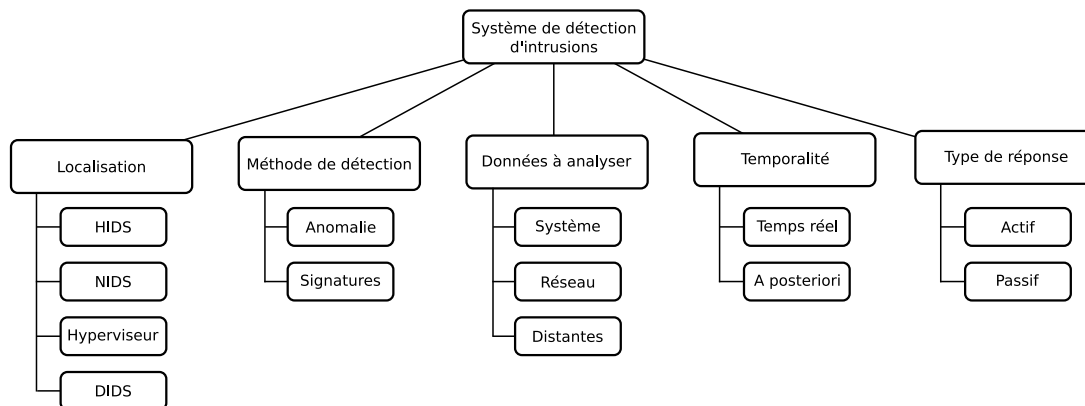 Système de détection
d'intrusions
Localisation
HIDS
NIDS
Hyperviseur
DIDS
Méthode de détection
Anomalie
Signatures
Données à analyser
Système
Réseau
Distantes
Temporalité
Temps réel
A posteriori
Type de réponse
Actif
Passif